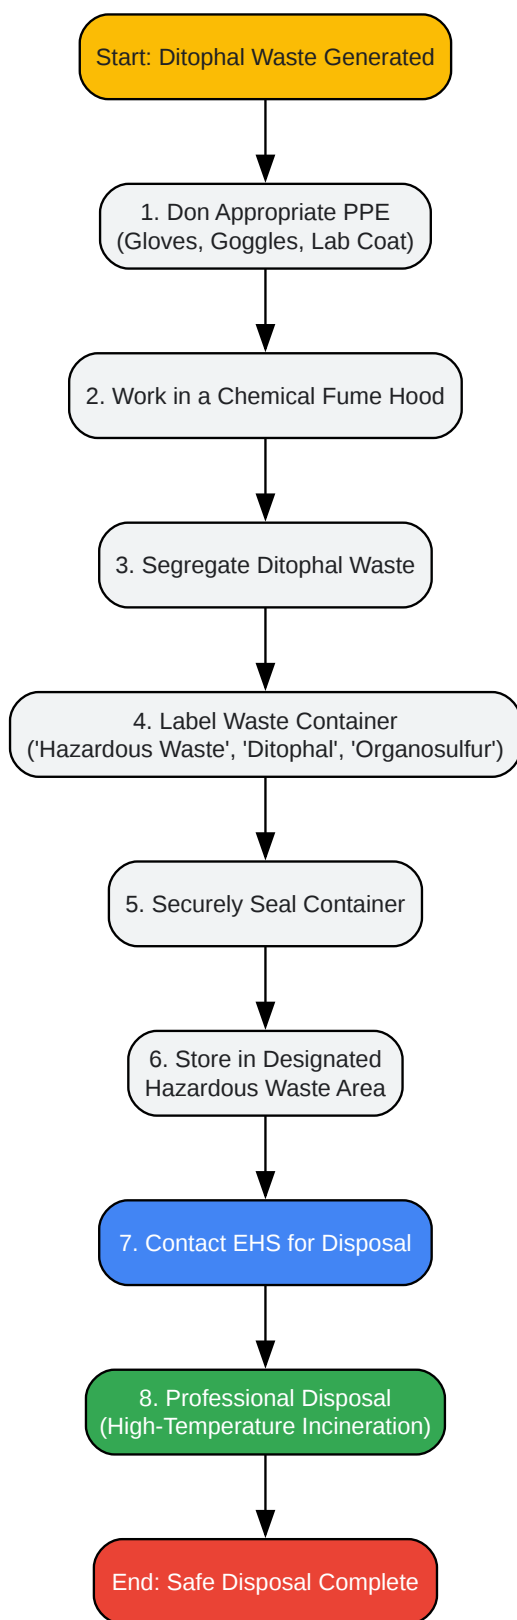 Start: Ditophal Waste Generated
1. Don Appropriate PPE
(Gloves, Goggles, Lab Coat)
2. Work in a Chemical Fume Hood
3. Segregate Ditophal Waste
4. Label Waste Container
('Hazardous Waste', 'Ditophal', 'Organosulfur')
5. Securely Seal Container
6. Store in Designated
Hazardous Waste Area
7. Contact EHS for Disposal
8. Professional Disposal
(High-Temperature Incineration)
End: Safe Disposal Complete